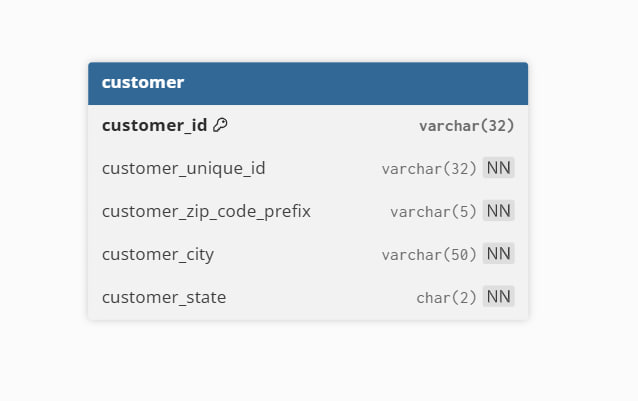 customer
customer_id varchar(32)
customer_unique_id varchar(32) NN
customer_zip_code_prefix varchar(5) NN
customer_city varchar(50) NN
customer_state char(2) NN